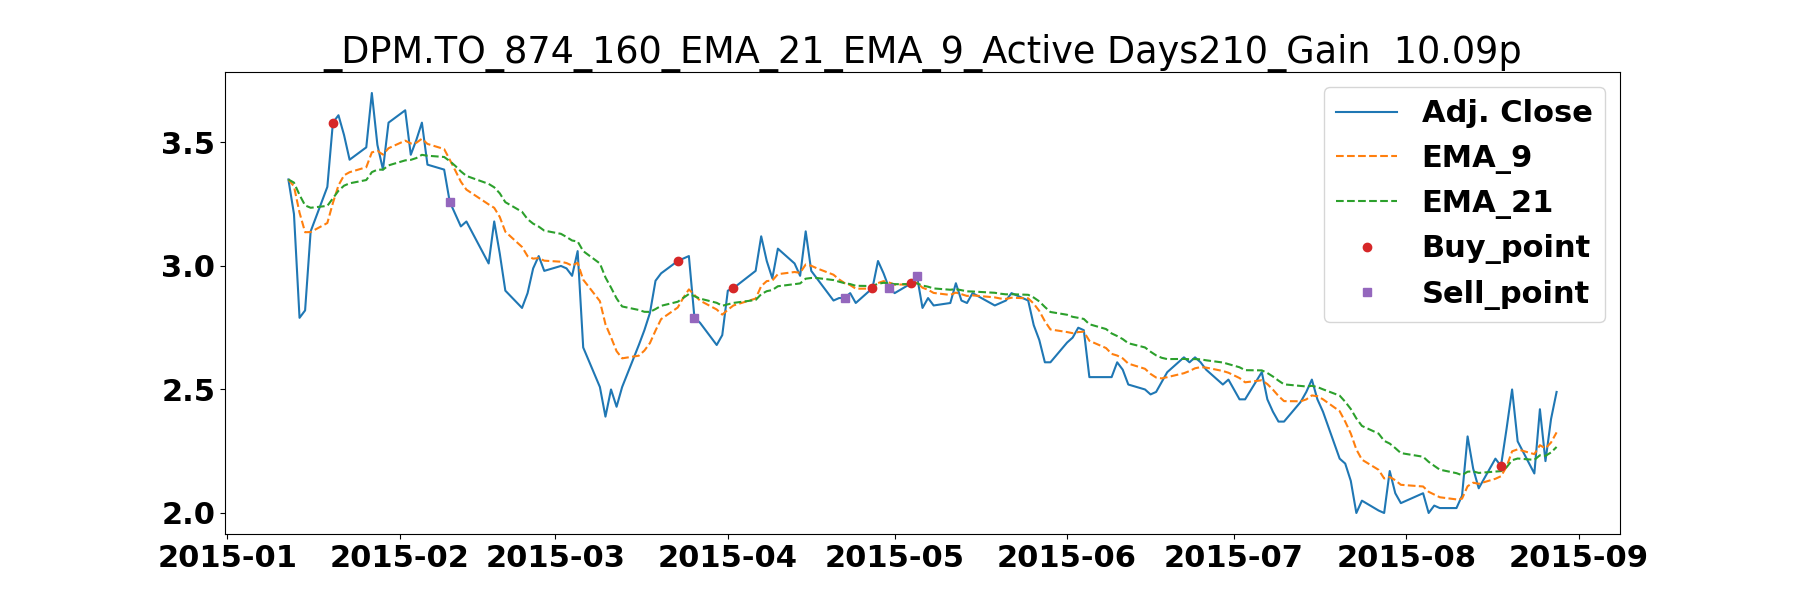 _DPM.TO_874_160_EMA_21_EMA_9_Active Days210_Gain  10.09p
Adj. Close
EMA_9
EMA_21
Buy_point
Sell_point
3.5
3.0
2.5
2.0
2015-01 2015-02 2015-03 2015-04 2015-05 2015-06 2015-07 2015-08 2015-09